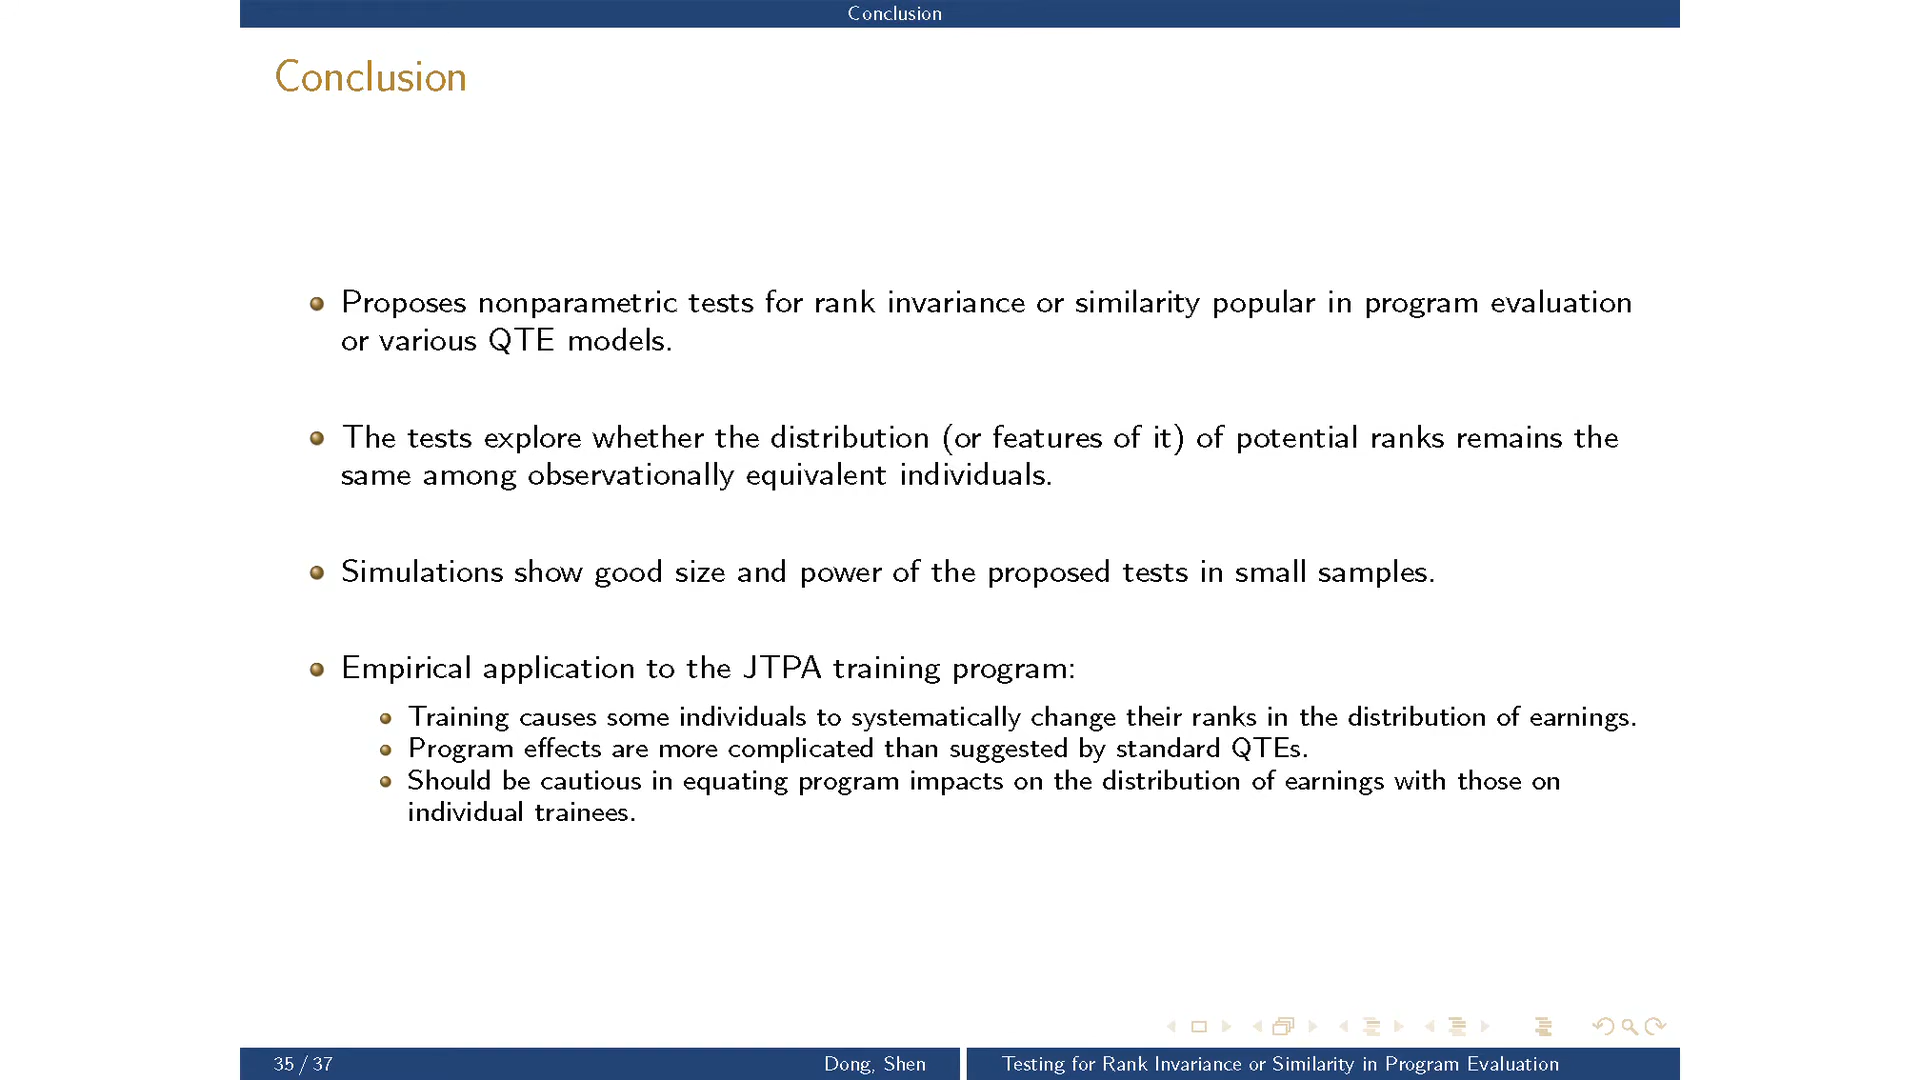 Conclusion
Conclusion
Proposes nonparametric tests for rank invariance or similarity popular in program evaluation
or various QTE models.
The tests explore whether the distribution (or features of it) of potential ranks remains the
same among observationally equivalent individuals.
Simulations show good size and power of the proposed tests in small samples.
Empirical application to the JTPA training program:
Training causes some individuals to systematically change their ranks in the distribution of earnings.
Program effects are more complicated than suggested by standard QTEs.
Should be cautious in equating program impacts on the distribution of earnings with those on
individual trainees.
35 / 37
Dong, Shen
Testing for Rank Invariance or Similarity in Program Evaluation